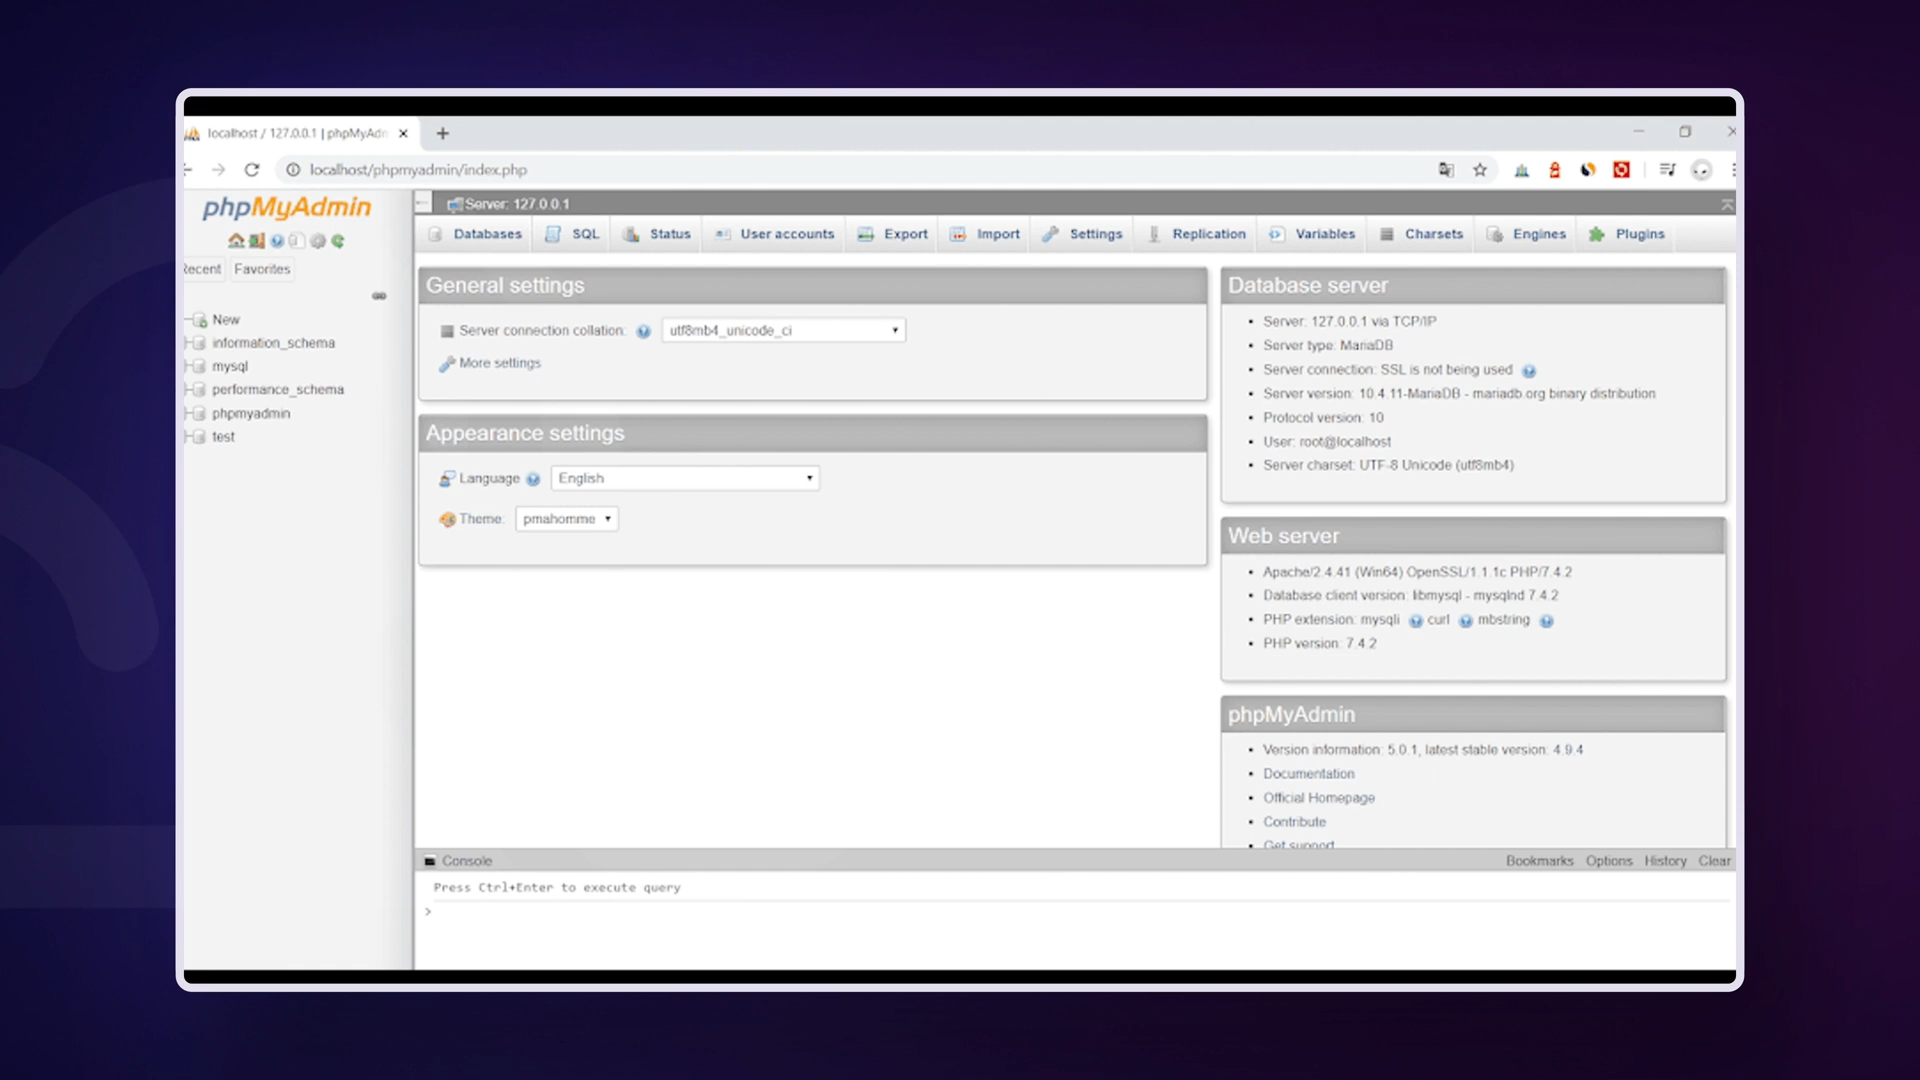 localhost / 127.0.0.1 | phpMyAdn
localhost/phpmyadmin/index.php
phpMyAdmin
Recent Favorites
New
information_schema
mysql
performance_schema
phpmyadmin
test
Server: 127.0.0.1
Databases SQL Status User accounts Export Import Settings Replication Variables Charsets Engines Plugins
General settings
Server connection collation: utf8mb4_unicode_ci
More settings
Appearance settings
Language English
Theme: pmahomme
Database server
Server: 127.0.0.1 via TCP/IP
Server type: MariaDB
Server connection: SSL is not being used
Server version: 10.4.11-MariaDB - mariadb.org binary distribution
Protocol version: 10
User: root@localhost
Server charset: UTF-8 Unicode (utf8mb4)
Web server
Apache/2.4.41 (Win64) OpenSSL/1.1.1c PHP/7.4.2
Database client version: libmysql - mysqlnd 7.4.2
PHP extension: mysqli curl mbstring
PHP version: 7.4.2
phpMyAdmin
Version information: 5.0.1, latest stable version: 4.9.4
Documentation
Official Homepage
Contribute
Get support
Console
Bookmarks Options History Clear
Press Ctrl+Enter to execute query
>